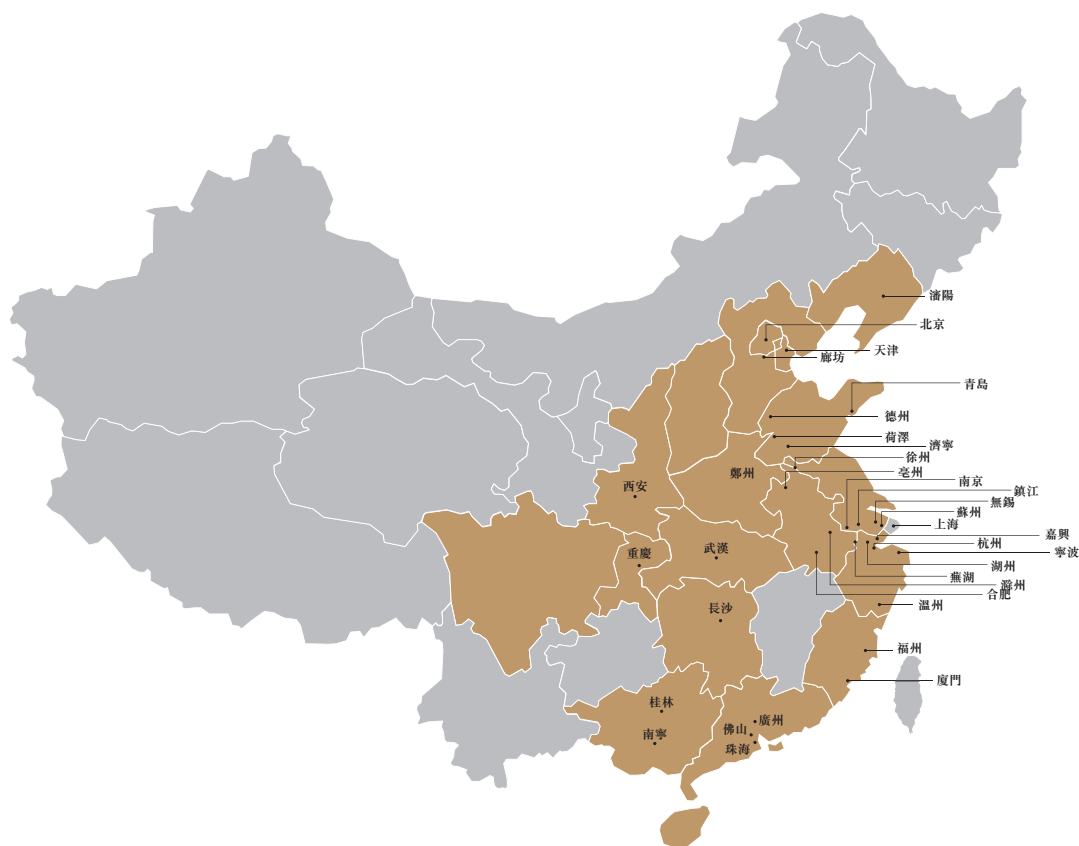 瀋陽
北京
天津
廊坊
青島
德州
荷澤
濟寧
徐州
鄭州
亳州
南京
西安
鎮江
無錫
蘇州
上海
嘉興
杭州
武漢
寧波
重慶
湖州
蕪湖
滁州
合肥
溫州
長沙
福州
廈門
桂林
廣州
佛山
南寧
珠海